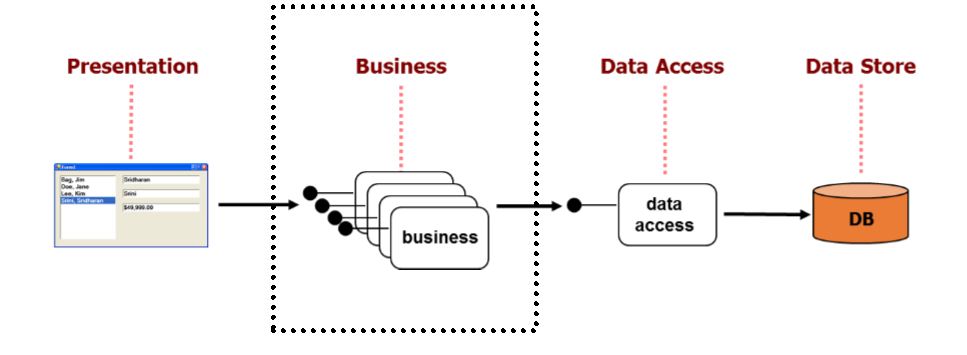 Presentation
Business
Data Access
Data Store
Form1
Bag, Jim
Doe, Jane
Lee, Kim
Srini, Sridharan
Sridharan
Srini
$49,999.00
business
data
access
DB